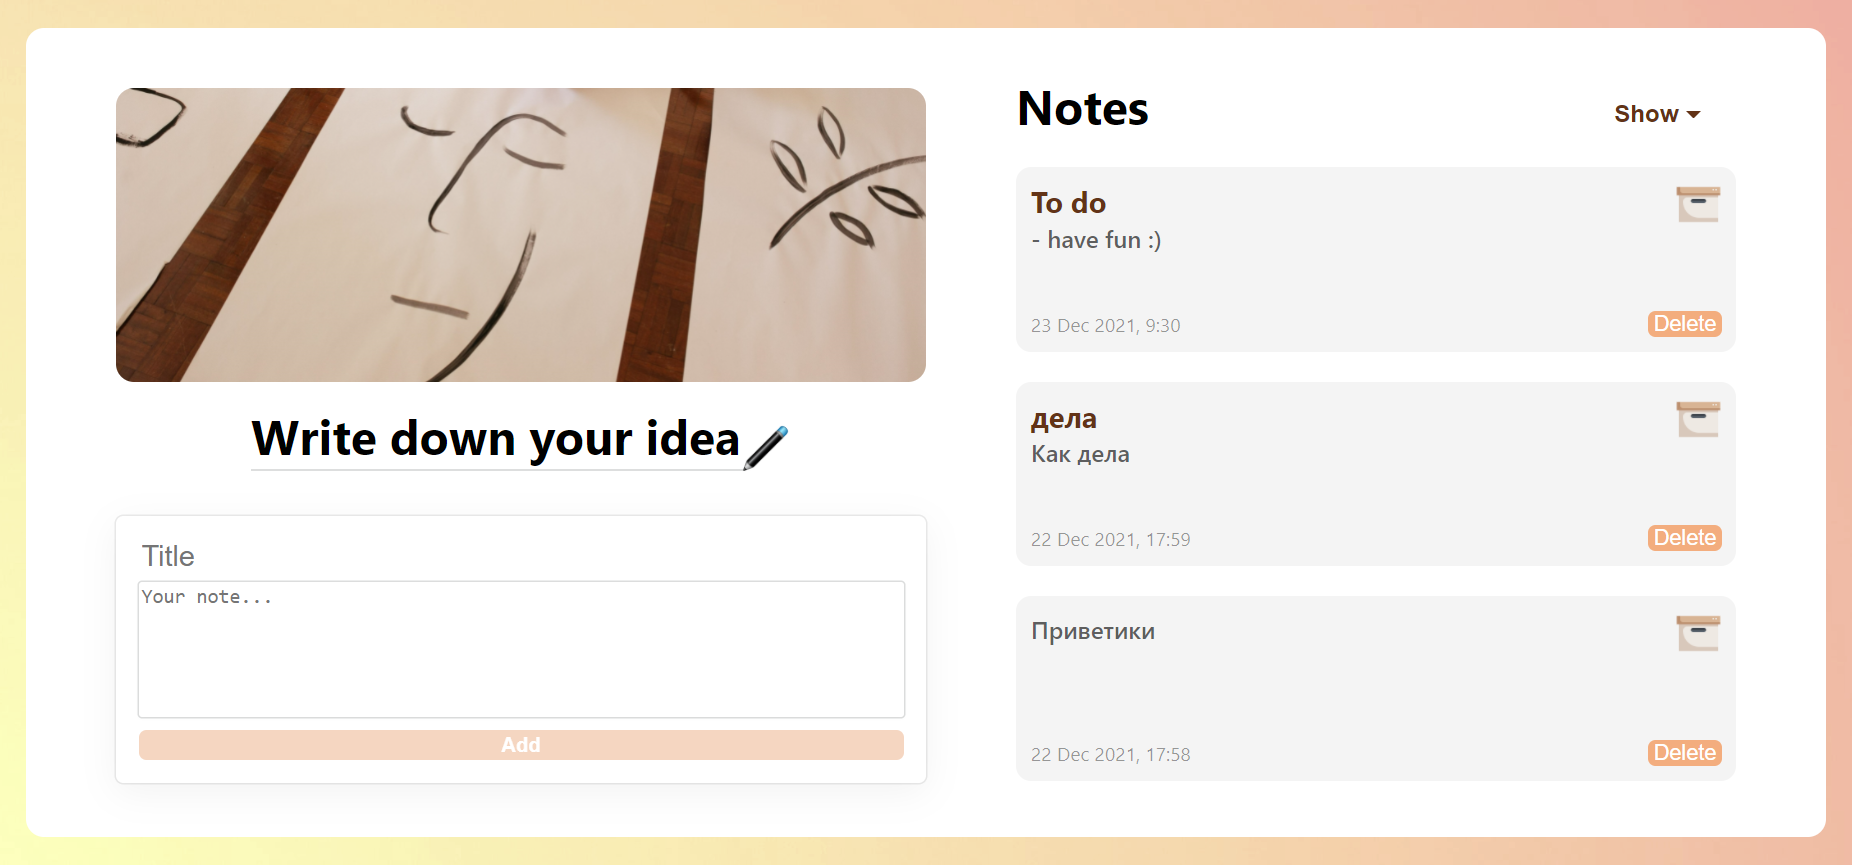 Write down your idea
Title
Your note...
Add
Notes
Show
To do
- have fun :)
23 Dec 2021, 9:30
Delete
дела
Как дела
22 Dec 2021, 17:59
Delete
Приветики
22 Dec 2021, 17:58
Delete